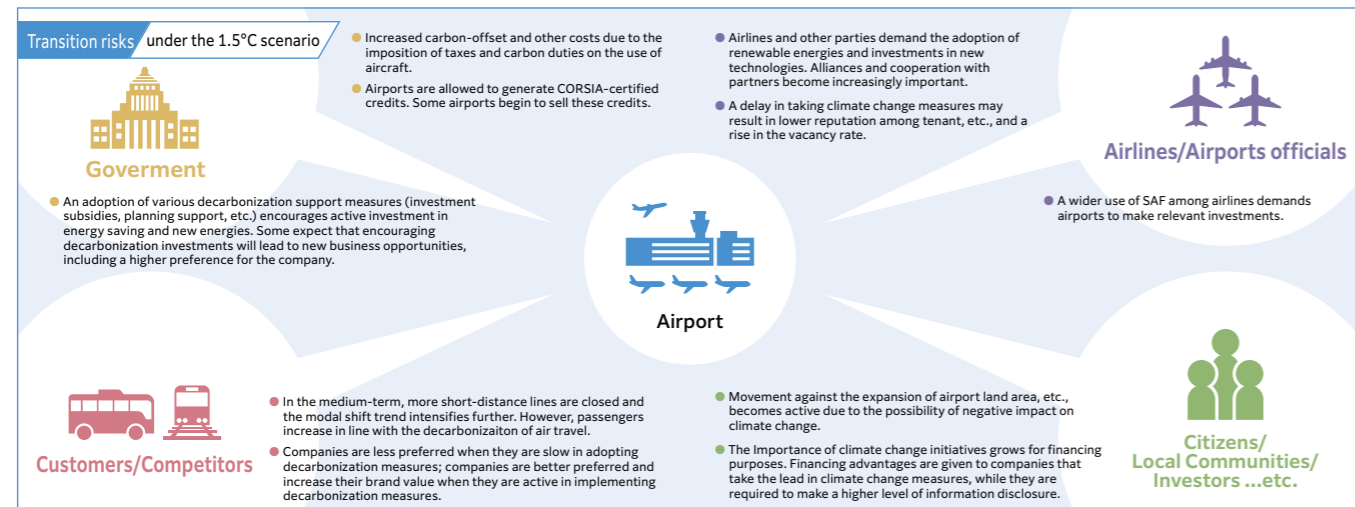 Transition risks under the 1.5°C scenario
Goverment
Increased carbon-offset and other costs due to the
imposition of taxes and carbon duties on the use of
aircraft.
Airports are allowed to generate CORSIA-certified
credits. Some airports begin to sell these credits.
An adoption of various decarbonization support measures (investment
subsidies, planning support, etc.) encourages active investment in
energy saving and new energies. Some expect that encouraging
decarbonization investments will lead to new business opportunities,
including a higher preference for the company.
Airlines and other parties demand the adoption of
renewable energies and investments in new
technologies. Alliances and cooperation with
partners become increasingly important.
A delay in taking climate change measures may
result in lower reputation among tenant, etc., and a
rise in the vacancy rate.
Airlines/Airports officials
A wider use of SAF among airlines demands
airports to make relevant investments.
Airport
Customers/Competitors
In the medium-term, more short-distance lines are closed and
the modal shift trend intensifies further. However, passengers
increase in line with the decarbonizaiton of air travel.
Companies are less preferred when they are slow in adopting
decarbonization measures; companies are better preferred and
increase their brand value when they are active in implementing
decarbonization measures.
Movement against the expansion of airport land area, etc.,
becomes active due to the possibility of negative impact on
climate change.
The Importance of climate change initiatives grows for financing
purposes. Financing advantages are given to companies that
take the lead in climate change measures, while they are
required to make a higher level of information disclosure.
Citizens/
Local Communities/
Investors ...etc.